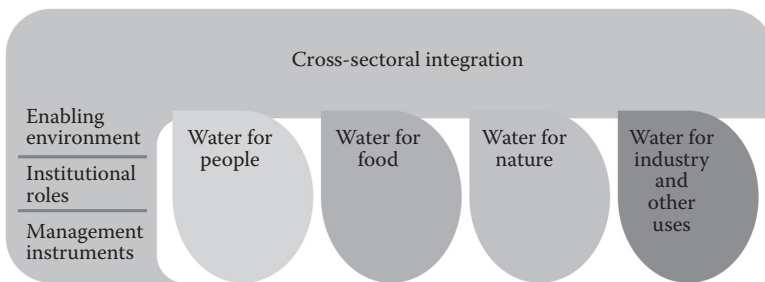 Cross-sectoral integration
Enabling
environment
Institutional
roles
Management
instruments
Water for
people
Water for
food
Water for
nature
Water for
industry
and
other
uses